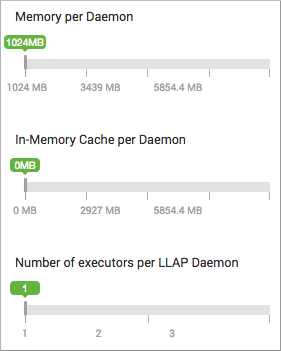 Memory per Daemon
1024MB
1024 MB 3439 MB 5854.4 MB
In-Memory Cache per Daemon
0MB
0 MB 2927 MB 5854.4 MB
Number of executors per LLAP Daemon
1
1 2 3